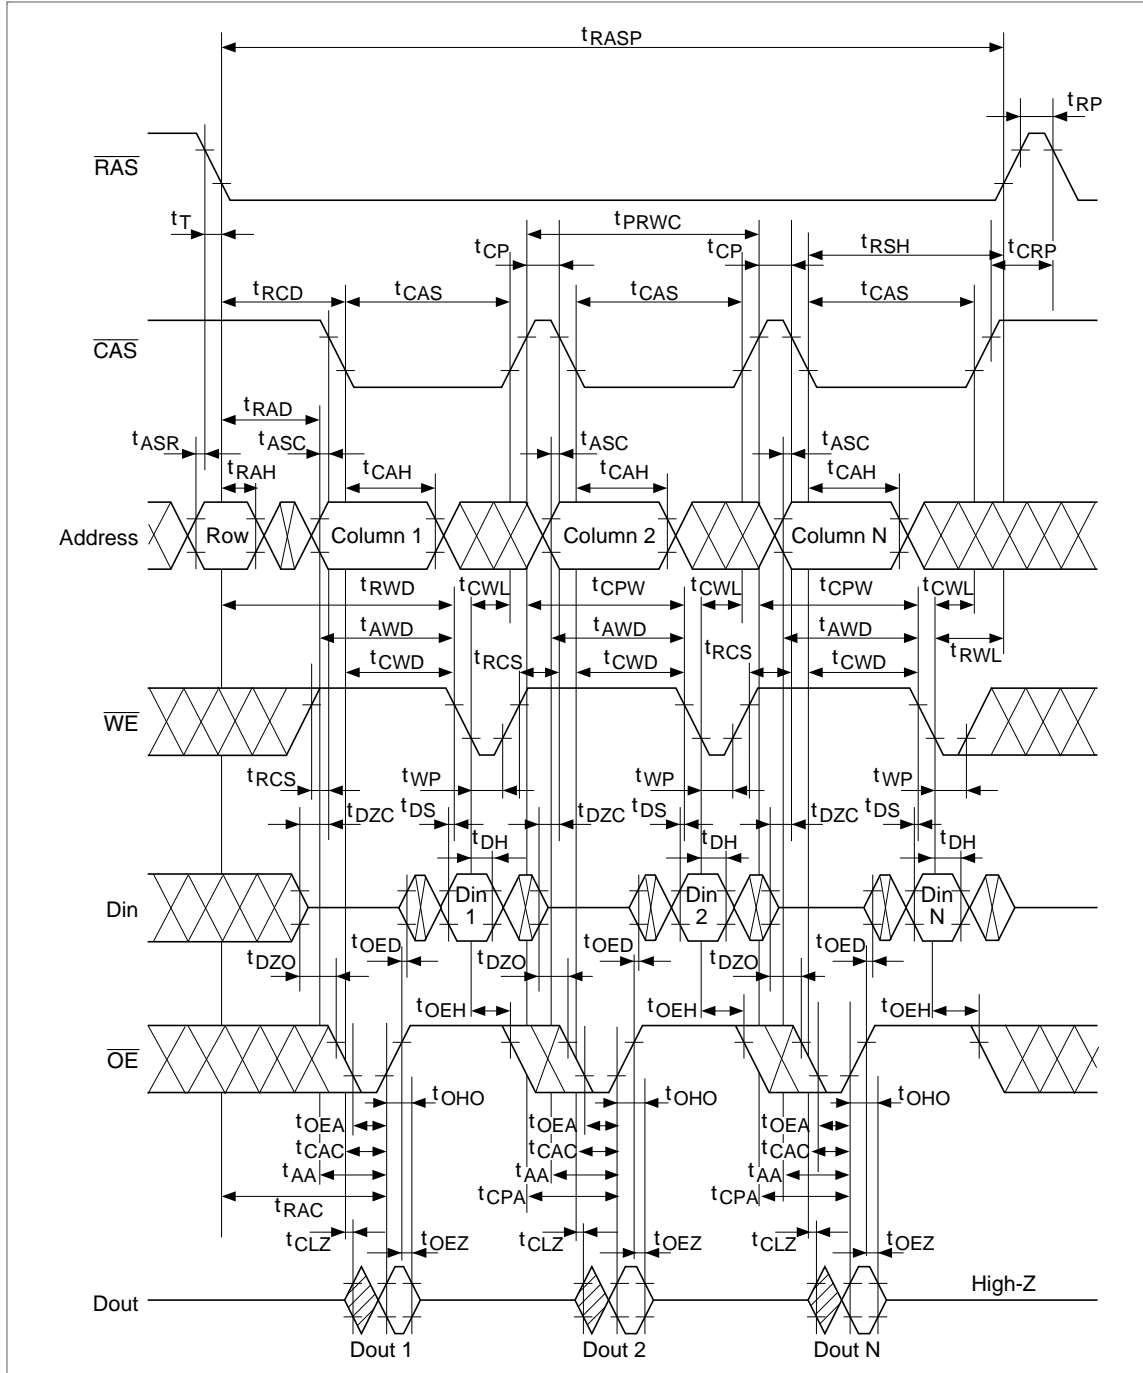 tRASP
tRP
RAS
tT
tPRWC
tCP
tCP
tRSH
tCRP
tRCD
tCAS
tCAS
tCAS
CAS
tRAD
tASR
tASC
tASC
tASC
tRAH
tCAH
tCAH
tCAH
Address
Row
Column 1
Column 2
Column N
tRWD
tCWL
tCPW
tCWL
tCPW
tCWL
tAWD
tAWD
tAWD
tCWD
tRCS
tCWD
tRCS
tCWD
tRWL
WE
tRCS
tWP
tWP
tWP
tDZC
tDS
tDZC
tDS
tDZC
tDS
tDH
tDH
tDH
Din
Din 1
Din 2
Din N
tOED
tOED
tOED
tDZO
tDZO
tDZO
tOEH
tOEH
tOEH
OE
tOHO
tOHO
tOHO
tOEA
tOEA
tOEA
tCAC
tCAC
tCAC
tAA
tAA
tAA
tRAC
tCPA
tCPA
tCLZ
tOEZ
tCLZ
tOEZ
tCLZ
tOEZ
High-Z
Dout
Dout 1
Dout 2
Dout N